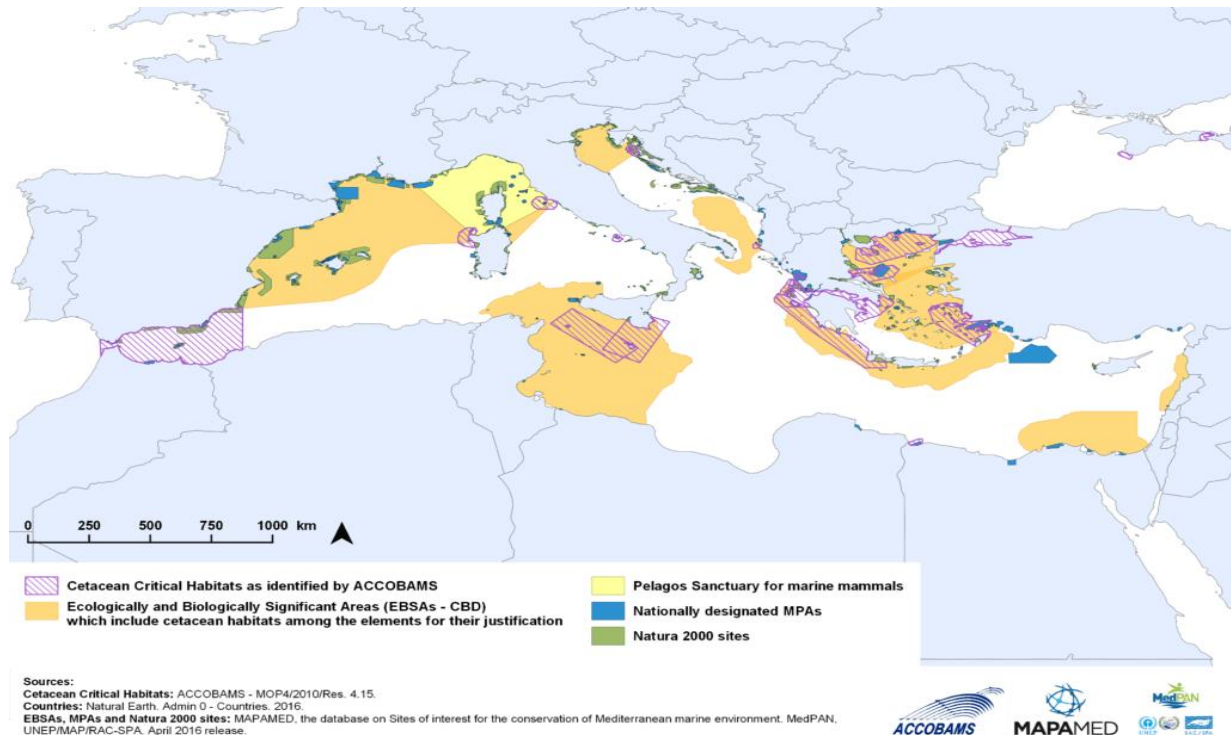 0 250 500 750 1000 km
Cetacean Critical Habitats as identified by ACCOBAMS
Ecologically and Biologically Significant Areas (EBSAs - CBD)
which include cetacean habitats among the elements for their justification
Pelagos Sanctuary for marine mammals
Nationally designated MPAs
Natura 2000 sites
Sources:
Cetacean Critical Habitats: ACCOBAMS - MOP4/2010/Res. 4.15.
Countries: Natural Earth. Admin 0 - Countries. 2016.
EBSAs, MPAs and Natura 2000 sites: MAPAMED, the database on Sites of interest for the conservation of Mediterranean marine environment. MedPAN,
UNEP/MAP/RAC-SPA. April 2016 release.
ACCOBAMS
MAPAMED
MedPAN
UNEP
RAC/SPA